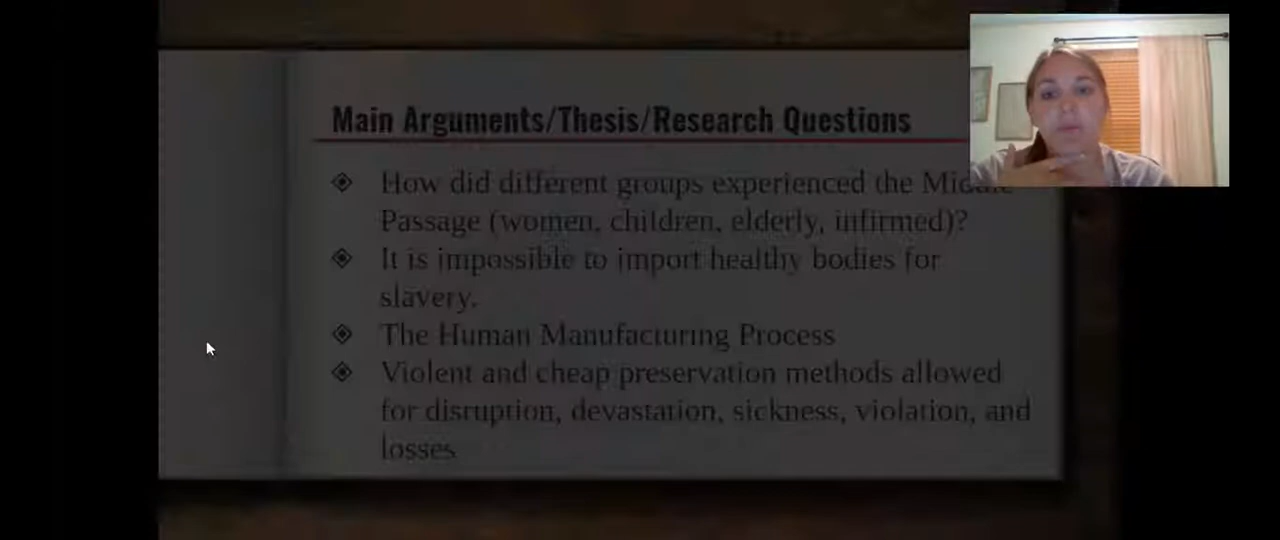 Main Arguments/Thesis/Research Questions
How did different groups experienced the Middle
Passage (women, children, elderly, infirmed)?
It is impossible to import healthy bodies for
slavery.
The Human Manufacturing Process
Violent and cheap preservation methods allowed
for disruption, devastation, sickness, violation, and
losses